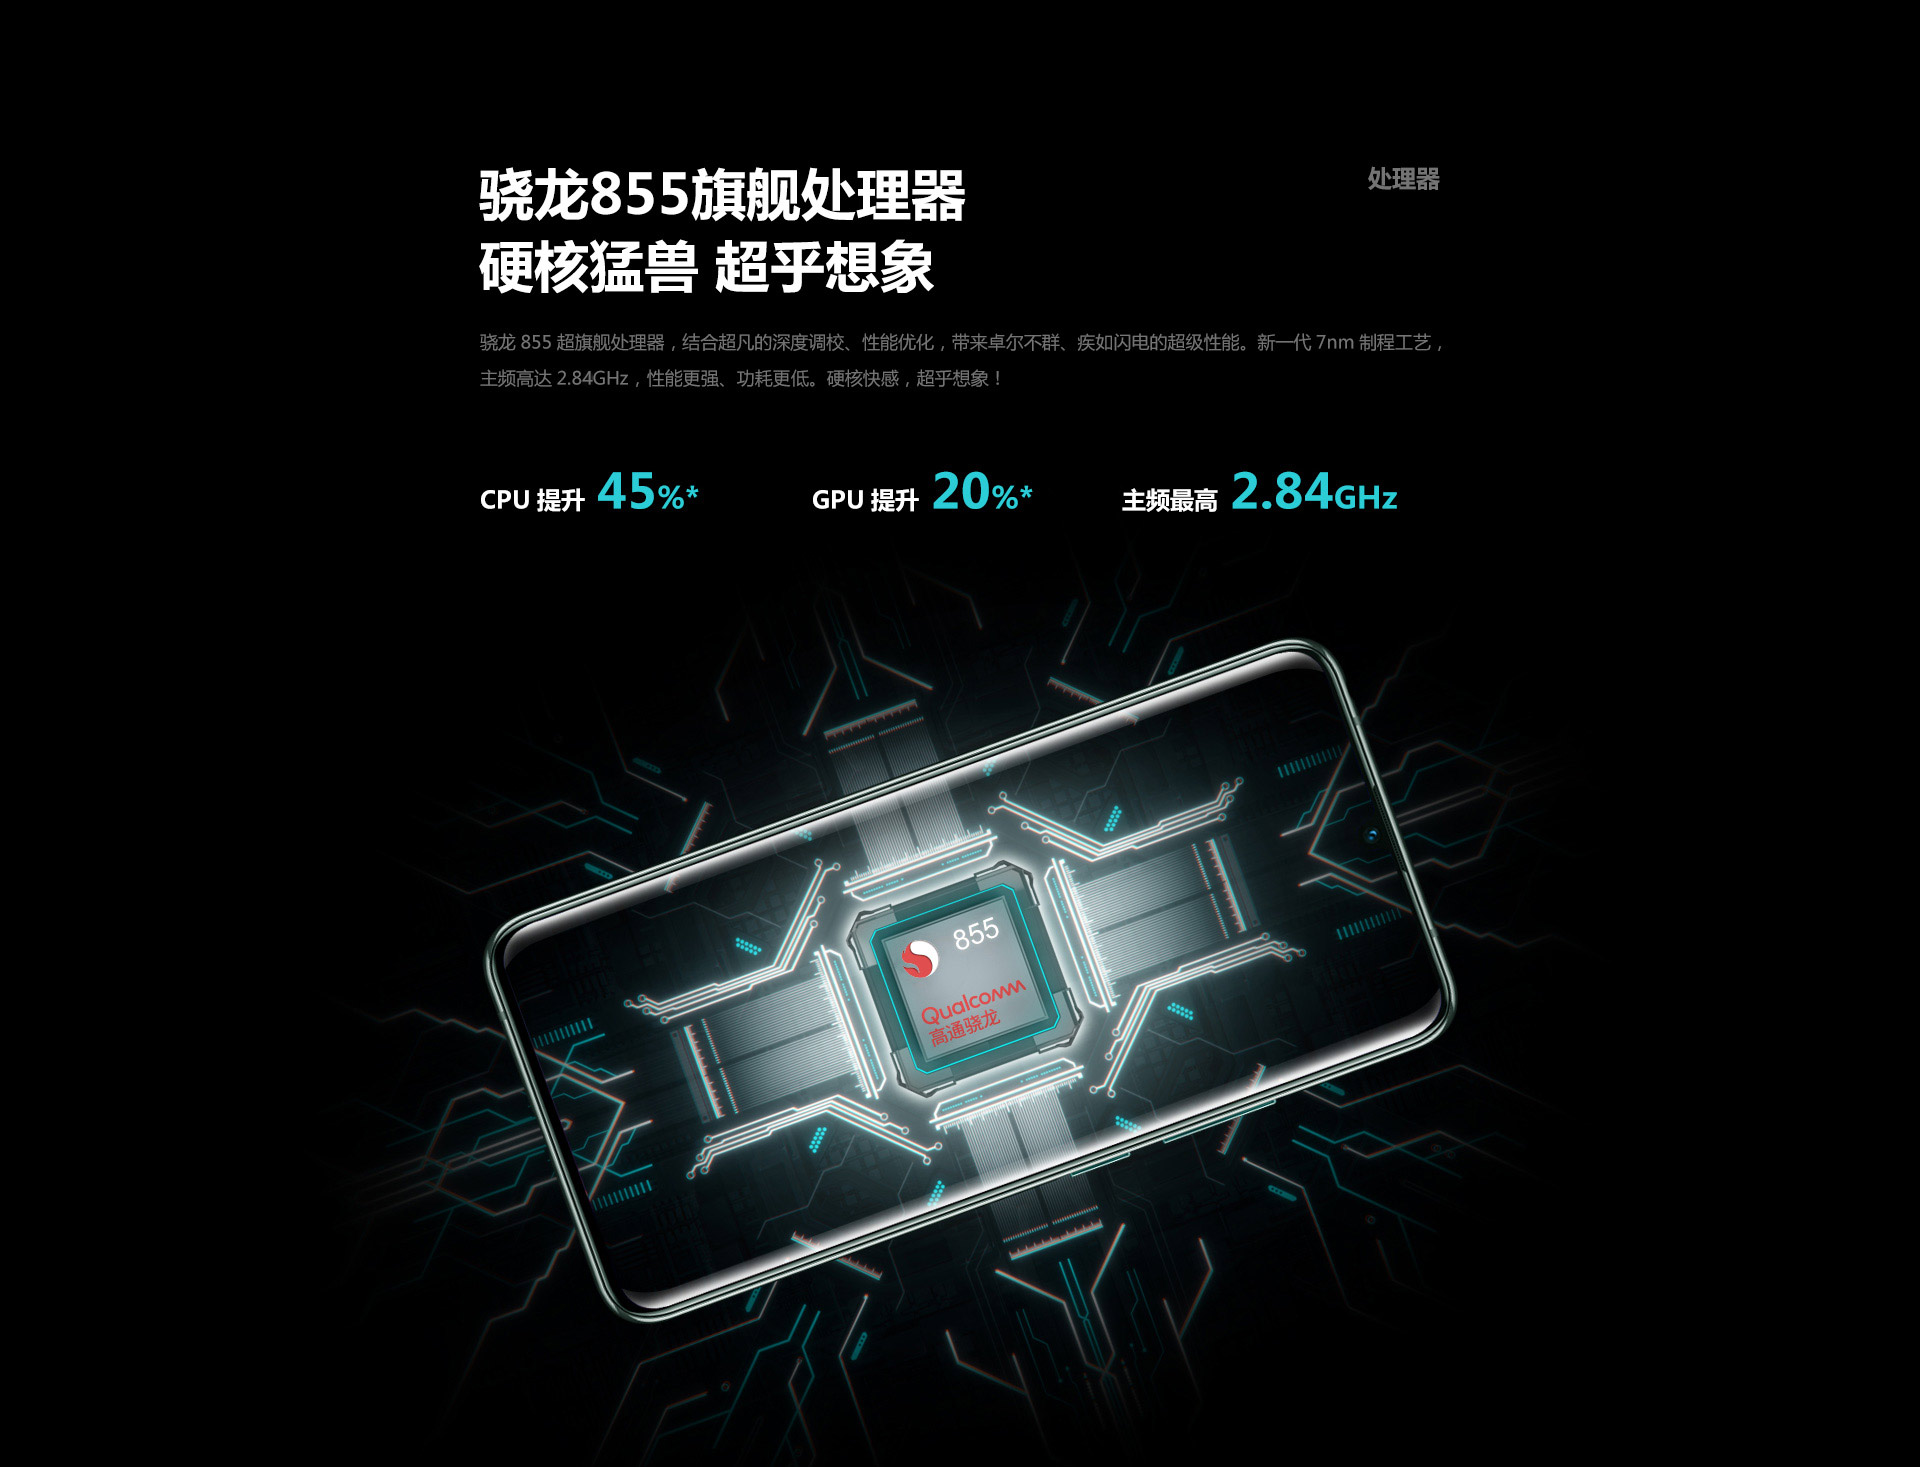 骁龙855旗舰处理器
处理器
硬核猛兽 超乎想象
骁龙 855 超旗舰处理器，结合超凡的深度调校、性能优化，带来卓尔不群、疾如闪电的超级性能。新一代 7nm 制程工艺，
主频高达 2.84GHz，性能更强、功耗更低。硬核快感，超乎想象！
CPU 提升 45%*
GPU 提升 20%*
主频最高 2.84GHz
855
Qualcomm
高通骁龙